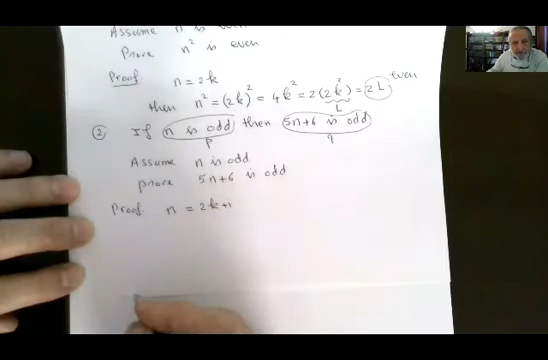 Assume n is even
Prove n² is even
Proof n = 2k
then n² = (2k)² = 4k² = 2(2k²) = 2L even
L
② If n is odd then 5n+6 is odd
P q
Assume n is odd
prove 5n+6 is odd
Proof. n = 2k+1